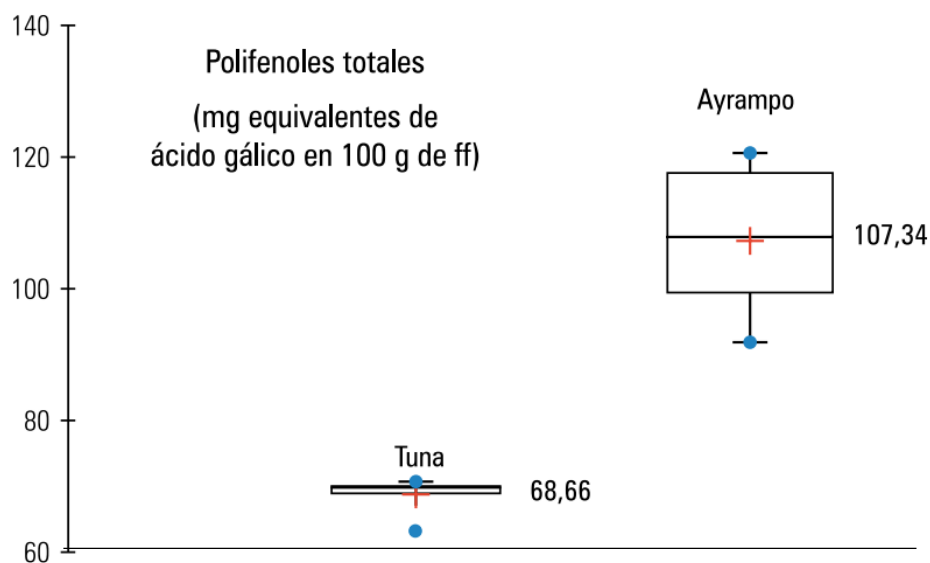 140
Polifenoles totales
(mg equivalentes de
ácido gálico en 100 g de ff)
Ayrampo
120
107,34
100
80
Tuna
68,66
60